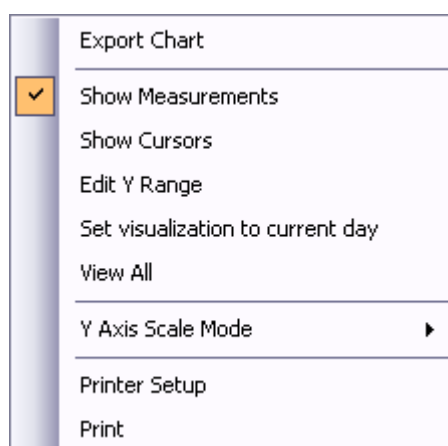 Export Chart
Show Measurements
Show Cursors
Edit Y Range
Set visualization to current day
View All
Y Axis Scale Mode
Printer Setup
Print